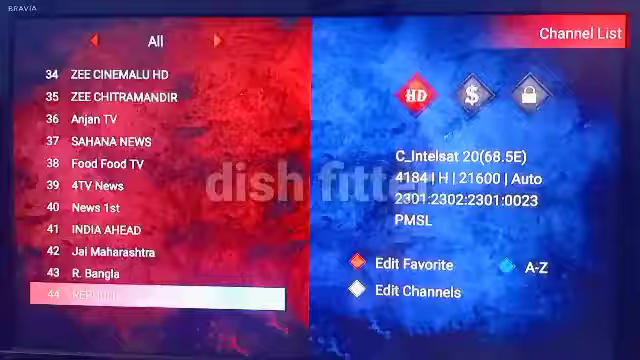 BRAVIA
Channel List
All
34 ZEE CINEMALU HD
35 ZEE CHITRAMANDIR
36 Anjan TV
37 SAHANA NEWS
38 Food Food TV
39 4TV News
40 News 1st
41 INDIA AHEAD
42 Jai Maharashtra
43 R. Bangla
44
HD $
C_Intelsat 20(68.5E)
4184 | H | 21600 | Auto
2301:2302:2301:0023
PMSL
Edit Favorite
A-Z
Edit Channels
dish fitter